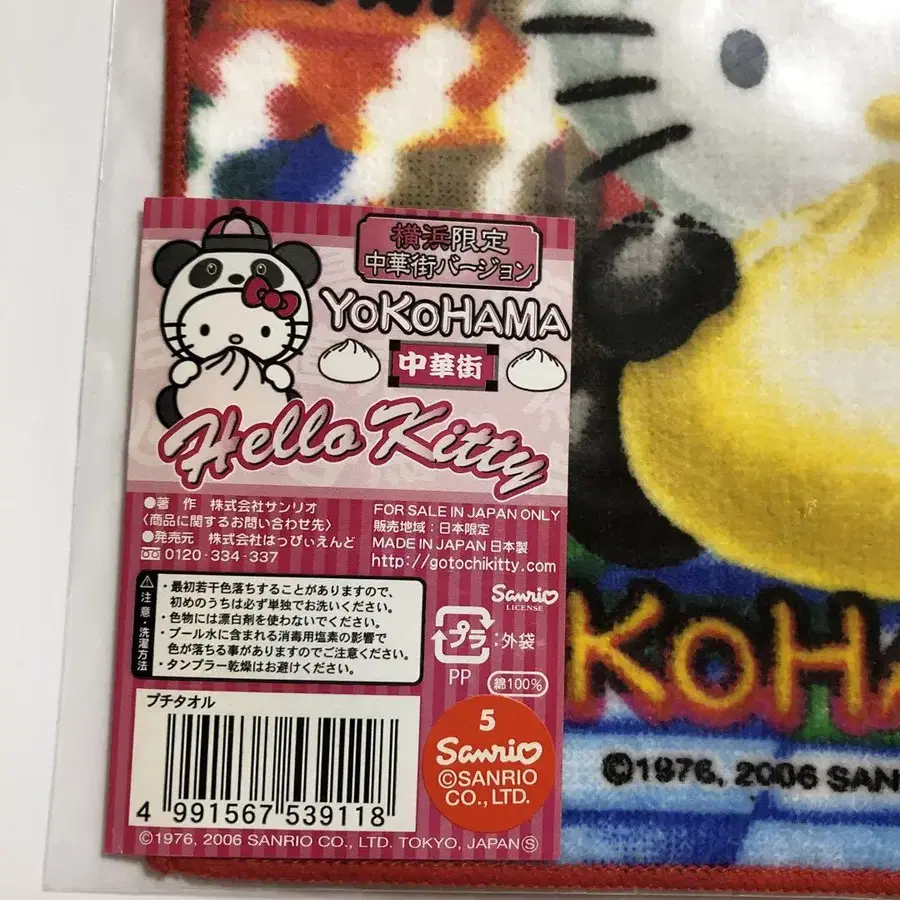 横浜限定
中華街バージョン
YOKOHAMA
中華街
Hello Kitty
●著 作 株式会社サンリオ
〈商品に関するお問い合わせ先〉
●発売元 株式会社はっぴぃえんど
0120-334-337
FOR SALE IN JAPAN ONLY
販売地域:日本限定
MADE IN JAPAN 日本製
http://gotochikitty.com
注意・洗濯方法
・最初若干色落ちすることがありますので、
初めのうちは必ず単独でお洗いください。
・色物には漂白剤を使わないでください。
・プール水に含まれる消毒用塩素の影響で
色が落ちる事がありますのでご注意ください。
・タンブラー乾燥はお避けください。
Sanrio
LICENSE
プラ :外袋
PP
綿100%
プチタオル
4 991567 539118
5
Sanrio
©SANRIO
CO., LTD.
©1976, 2006 SANRIO CO., LTD. TOKYO, JAPAN Ⓢ
KOHA
©1976, 2006 SAN